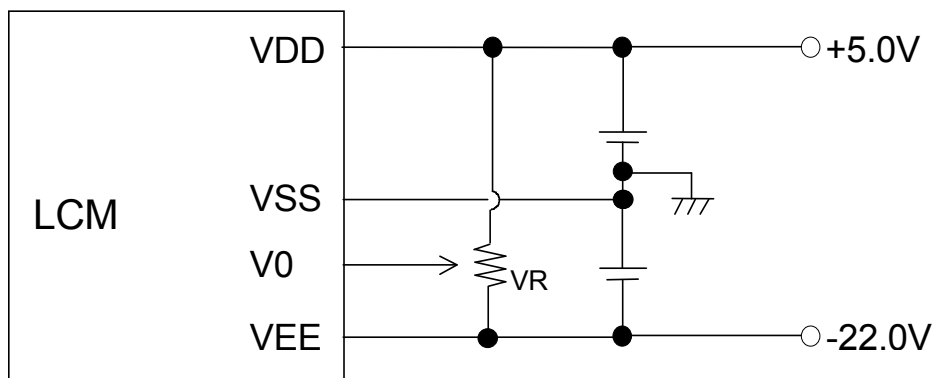 VDD
+5.0V
VSS
LCM
V0
VR
VEE
-22.0V